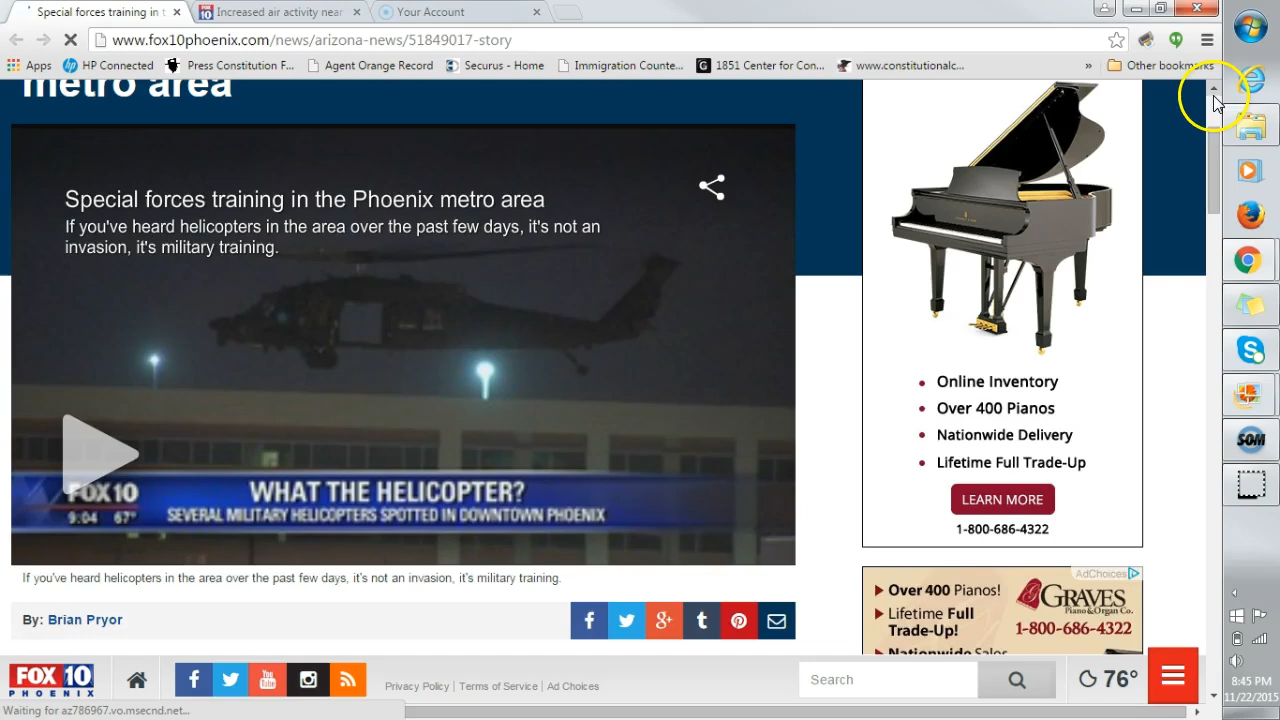 Special forces training in t
Increased air activity near
Your Account
www.fox10phoenix.com/news/arizona-news/51849017-story
Apps
HP Connected
Press Constitution F...
Agent Orange Record
Securus - Home
Immigration Counte...
1851 Center for Con...
www.constitutionalc...
»
Other bookmarks
metro area
Special forces training in the Phoenix metro area
If you've heard helicopters in the area over the past few days, it's not an
invasion, it's military training.
FOX 10
9:04 67°
WHAT THE HELICOPTER?
SEVERAL MILITARY HELICOPTERS SPOTTED IN DOWNTOWN PHOENIX
If you've heard helicopters in the area over the past few days, it's not an invasion, it's military training.
By: Brian Pryor
Online Inventory
Over 400 Pianos
Nationwide Delivery
Lifetime Full Trade-Up
LEARN MORE
1-800-686-4322
AdChoices
Over 400 Pianos!
Lifetime Full
Trade-Up!
Nationwide Sales
GRAVES
Piano & Organ Co.
1-800-686-4322
FOX 10
PHOENIX
You Tube
Privacy Policy | Terms of Service | Ad Choices
Search
76°
Waiting for az786967.vo.msecnd.net...
SOM
8:45 PM
11/22/2015